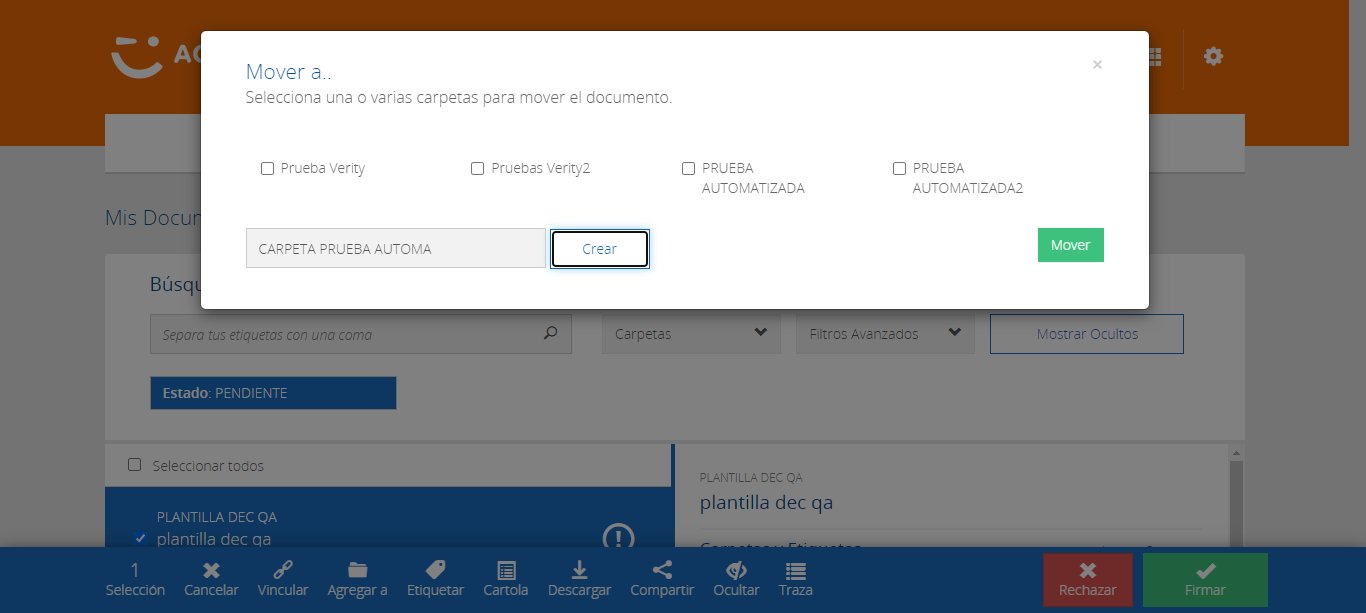 Mover a..
×
Selecciona una o varias carpetas para mover el documento.
Prueba Verity
Pruebas Verity2
PRUEBA
AUTOMATIZADA
PRUEBA
AUTOMATIZADA2
CARPETA PRUEBA AUTOMA
Crear
Mover
Mis Docu
Búsqu
Separa tus etiquetas con una coma
Carpetas
Filtros Avanzados
Mostrar Ocultos
Estado: PENDIENTE
Seleccionar todos
PLANTILLA DEC QA
plantilla dec qa
PLANTILLA DEC QA
plantilla dec qa
Carpetas y Etiquetas
1
Selección
Cancelar
Vincular
Agregar a
Etiquetar
Cartola
Descargar
Compartir
Ocultar
Traza
Rechazar
Firmar